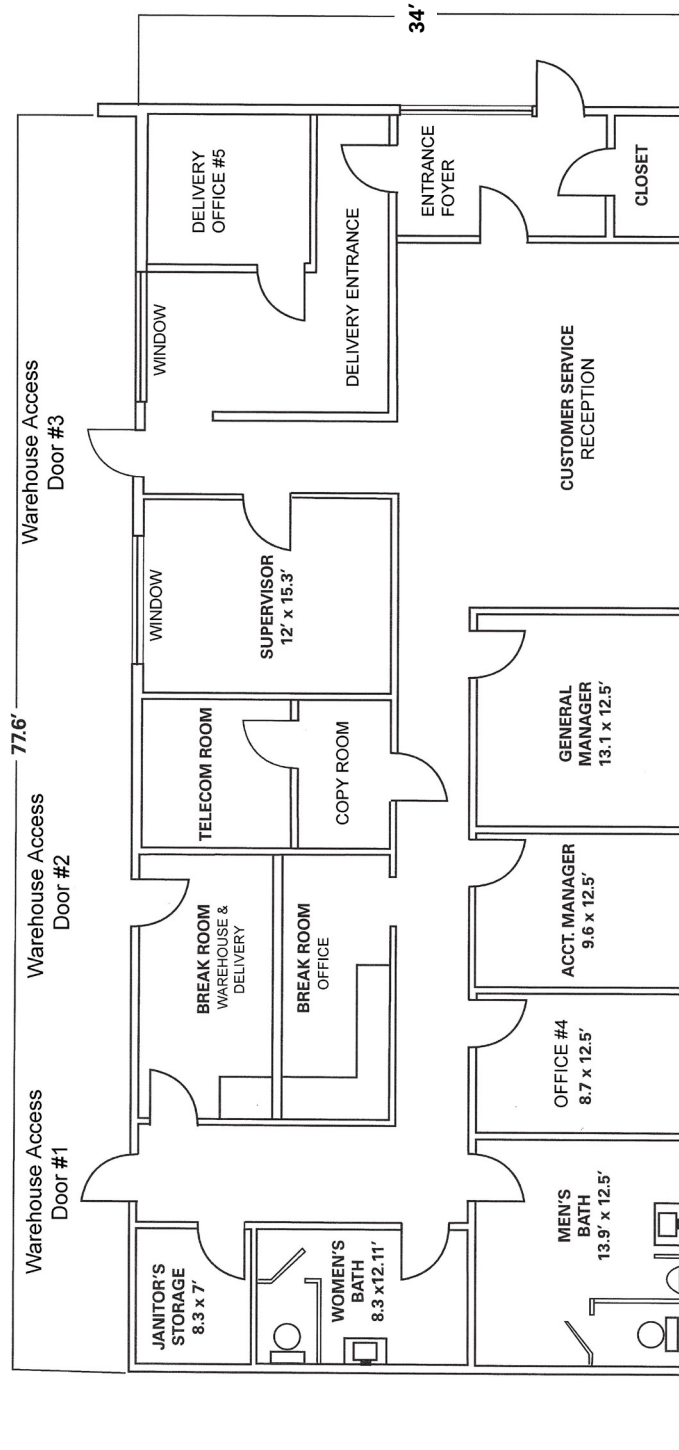 34′
77.6′
Warehouse Access
Door #1
Warehouse Access
Door #2
Warehouse Access
Door #3
JANITOR'S
STORAGE
8.3 x 7′
WOMEN'S
BATH
8.3 x12.11′
MEN'S
BATH
13.9′ x 12.5′
BREAK ROOM
WAREHOUSE &
DELIVERY
BREAK ROOM
OFFICE
OFFICE #4
8.7 x 12.5′
ACCT. MANAGER
9.6 x 12.5′
TELECOM ROOM
COPY ROOM
GENERAL
MANAGER
13.1 x 12.5′
WINDOW
SUPERVISOR
12′ x 15.3′
WINDOW
CUSTOMER SERVICE
RECEPTION
DELIVERY ENTRANCE
DELIVERY
OFFICE #5
ENTRANCE
FOYER
CLOSET